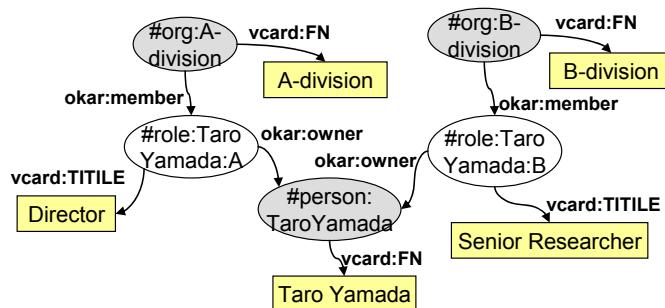 #org:A-
division
vcard:FN
A-division
okar:member
#role:Taro
Yamada:A
okar:owner
vcard:TITILE
Director
#org:B-
division
vcard:FN
B-division
okar:member
#role:Taro
Yamada:B
okar:owner
vcard:TITILE
Senior Researcher
#person:
TaroYamada
vcard:FN
Taro Yamada